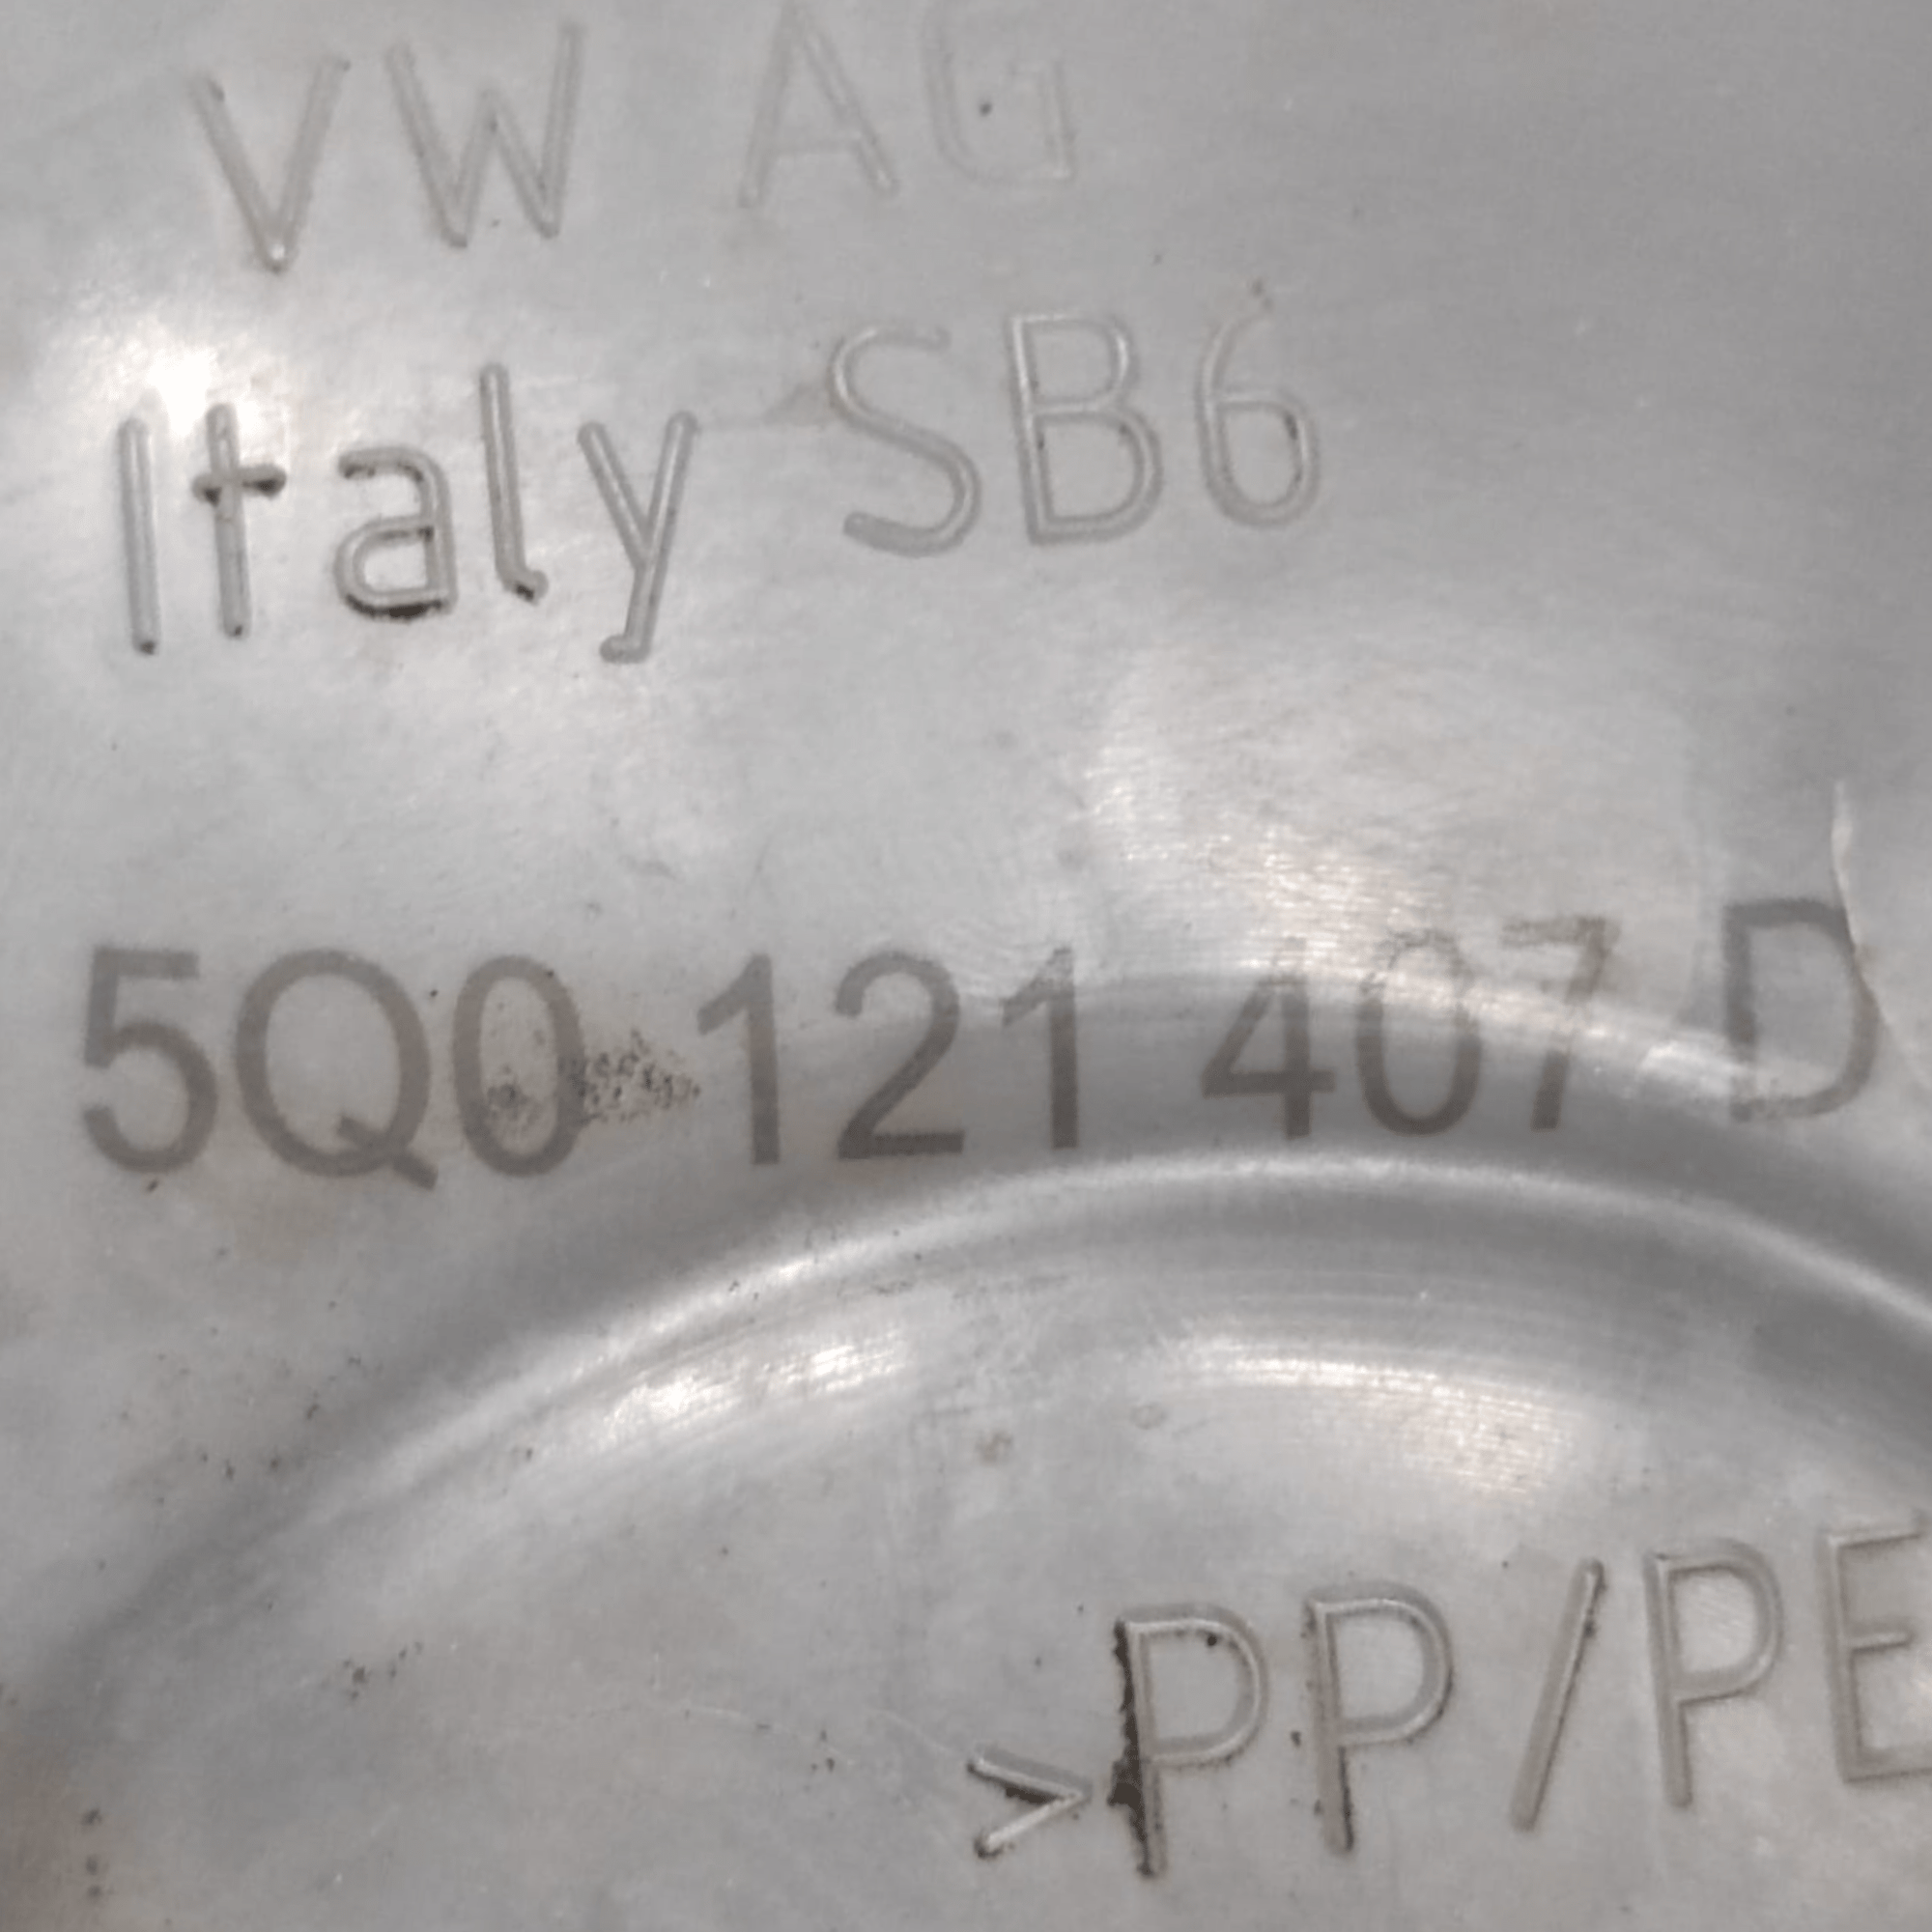 VW AG
Italy SB6
5Q0 121 407 D
>PP/PE